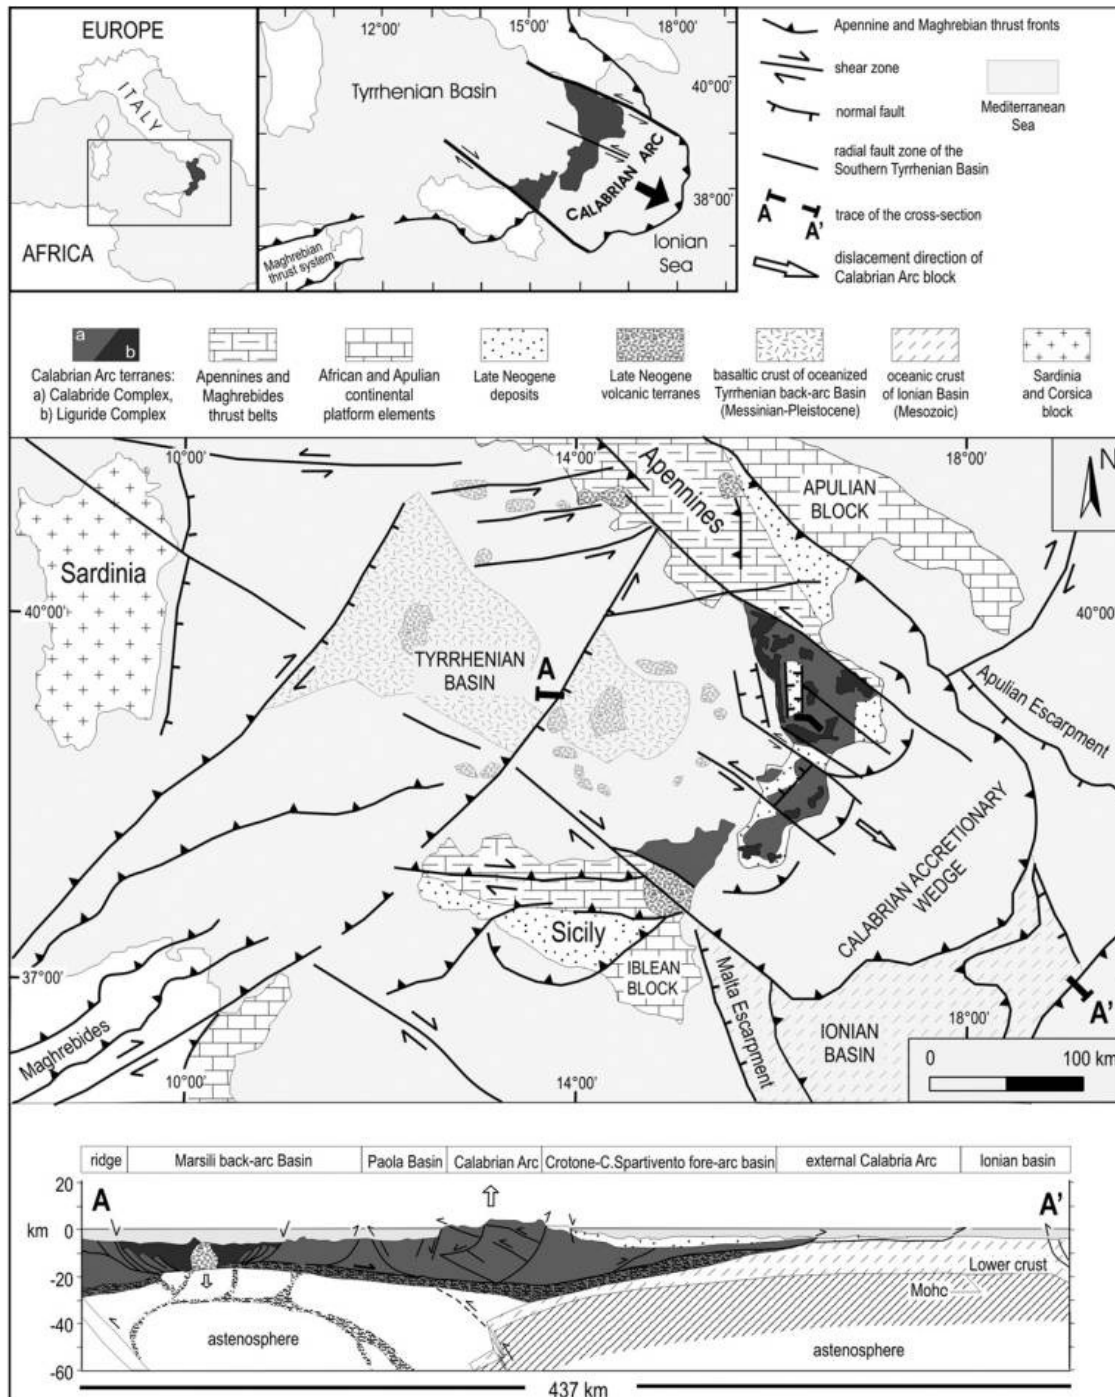 EUROPE
ITALY
AFRICA
12°00'
15°00'
18°00'
40°00'
38°00'
Tyrrhenian Basin
CALABRIAN ARC
Ionian
Sea
Maghrebian
thrust system
Apennine and Maghrebian thrust fronts
shear zone
normal fault
radial fault zone of the
Southern Tyrrhenian Basin
A
A'
trace of the cross-section
dislacement direction of
Calabrian Arc block
Mediterranean
Sea
a
b
Calabrian Arc terranes:
a) Calabride Complex,
b) Liguride Complex
Apennines and
Maghrebides
thrust belts
African and Apulian
continental
platform elements
Late Neogene
deposits
Late Neogene
volcanic terranes
basaltic crust of oceanized
Tyrrhenian back-arc Basin
(Messinian-Pleistocene)
oceanic crust
of Ionian Basin
(Mesozoic)
Sardinia
and Corsica
block
10°00'
14°00'
18°00'
N
Apennines
APULIAN
BLOCK
Sardinia
40°00'
40°00'
TYRRHENIAN
BASIN
A
Apulian Escarpment
CALABRIAN ACCRETIONARY
WEDGE
Sicily
IBLEAN
BLOCK
37°00'
Malta Escarpment
Maghrebides
A'
IONIAN
BASIN
10°00'
14°00'
18°00'
0
100 km
ridge
Marsili back-arc Basin
Paola Basin
Calabrian Arc
Crotone-C.Spartivento fore-arc basin
external Calabria Arc
Ionian basin
20
A
A'
km
0
-20
Lower crust
Mohc
-40
astenosphere
astenosphere
-60
437 km